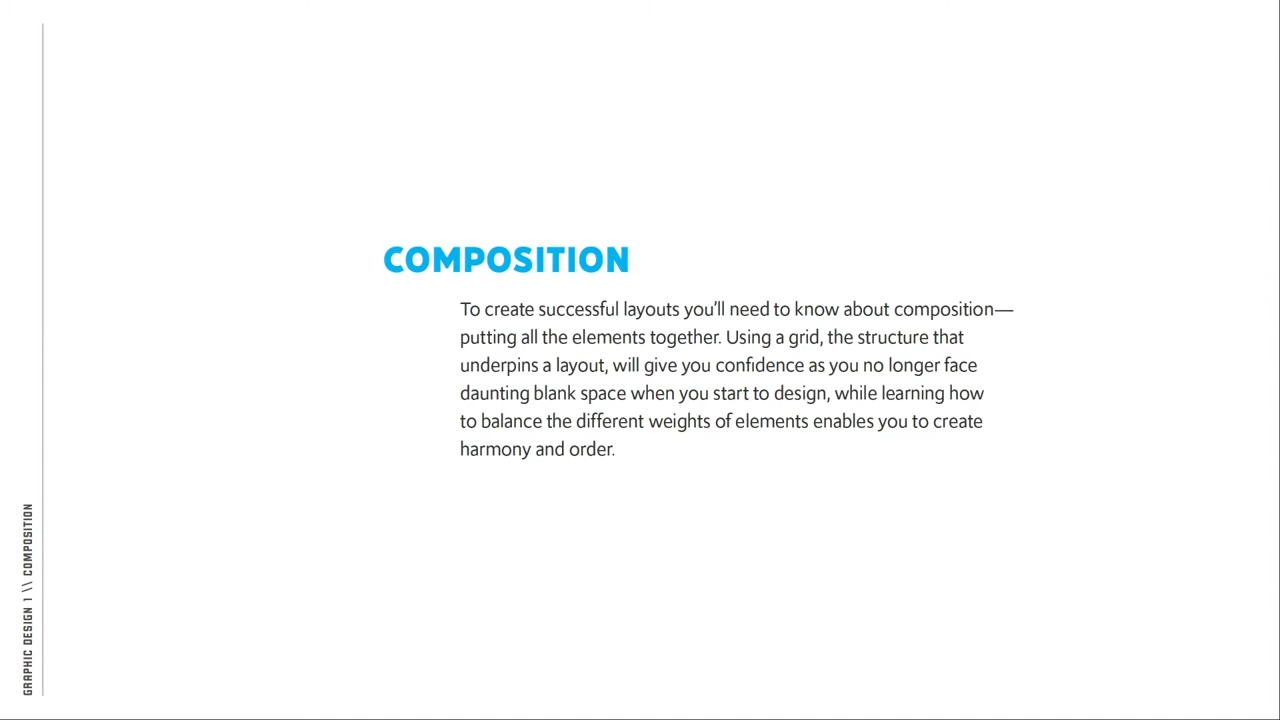 COMPOSITION
To create successful layouts you’ll need to know about composition—
putting all the elements together. Using a grid, the structure that
underpins a layout, will give you confidence as you no longer face
daunting blank space when you start to design, while learning how
to balance the different weights of elements enables you to create
harmony and order.
GRAPHIC DESIGN 1 \\ COMPOSITION